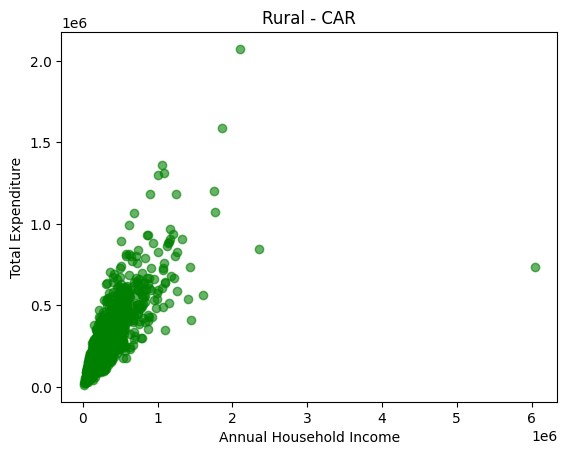 Rural - CAR
1e6
2.0
1.5
1.0
0.5
0.0
Total Expenditure
0 1 2 3 4 5 6
1e6
Annual Household Income